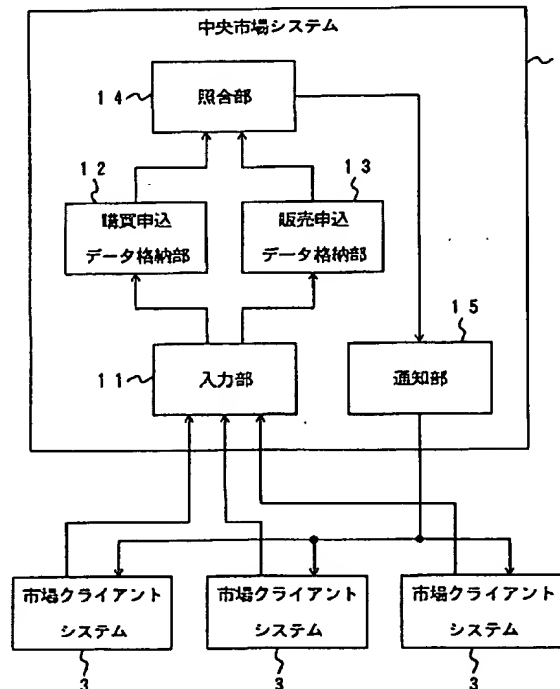 中央市場システム
14
照合部
12
13
購買申込
データ格納部
販売申込
データ格納部
15
11
入力部
通知部
市場クライアント
システム
市場クライアント
システム
市場クライアント
システム
3
3
3